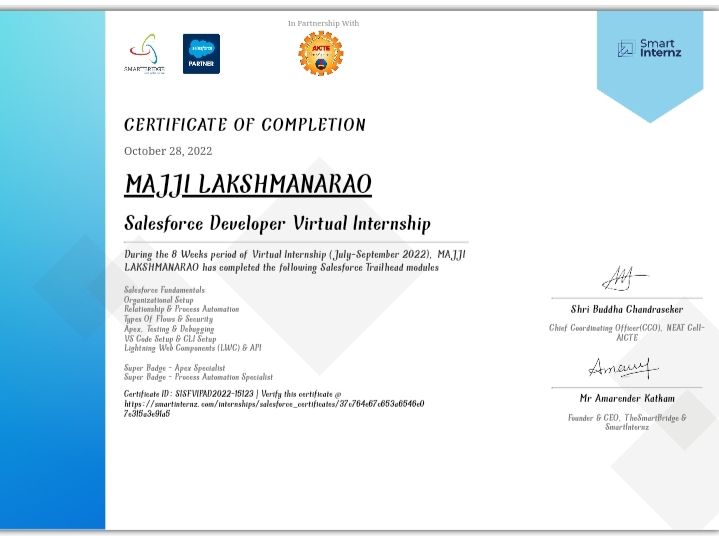 In Partnership With
SMARTBRIDGE
salesforce
PARTNER
AICTE
Smart
Internz
CERTIFICATE OF COMPLETION
October 28, 2022
MAJJI LAKSHMANARAO
Salesforce Developer Virtual Internship
During the 8 Weeks period of Virtual Internship (July-September 2022), MAJJI
LAKSHMANARAO has completed the following Salesforce Trailhead modules
Salesforce Fundamentals
Organizational Setup
Relationship & Process Automation
Types Of Flows & Security
Apex, Testing & Debugging
VS Code Setup & CLI Setup
Lightning Web Components (LWC) & API
Super Badge - Apex Specialist
Super Badge - Process Automation Specialist
Certificate ID: SISFVIPAD2022-15123 | Verify this certificate @
https://smartinternz.com/internships/salesforce_certificates/
Shri Buddha Chandraseker
Chief Coordinating Officer(CCO), NEAT Cell-
AICTE
Mr Amarender Katkam
Founder & CEO, TheSmartBridge &
SmartInternz